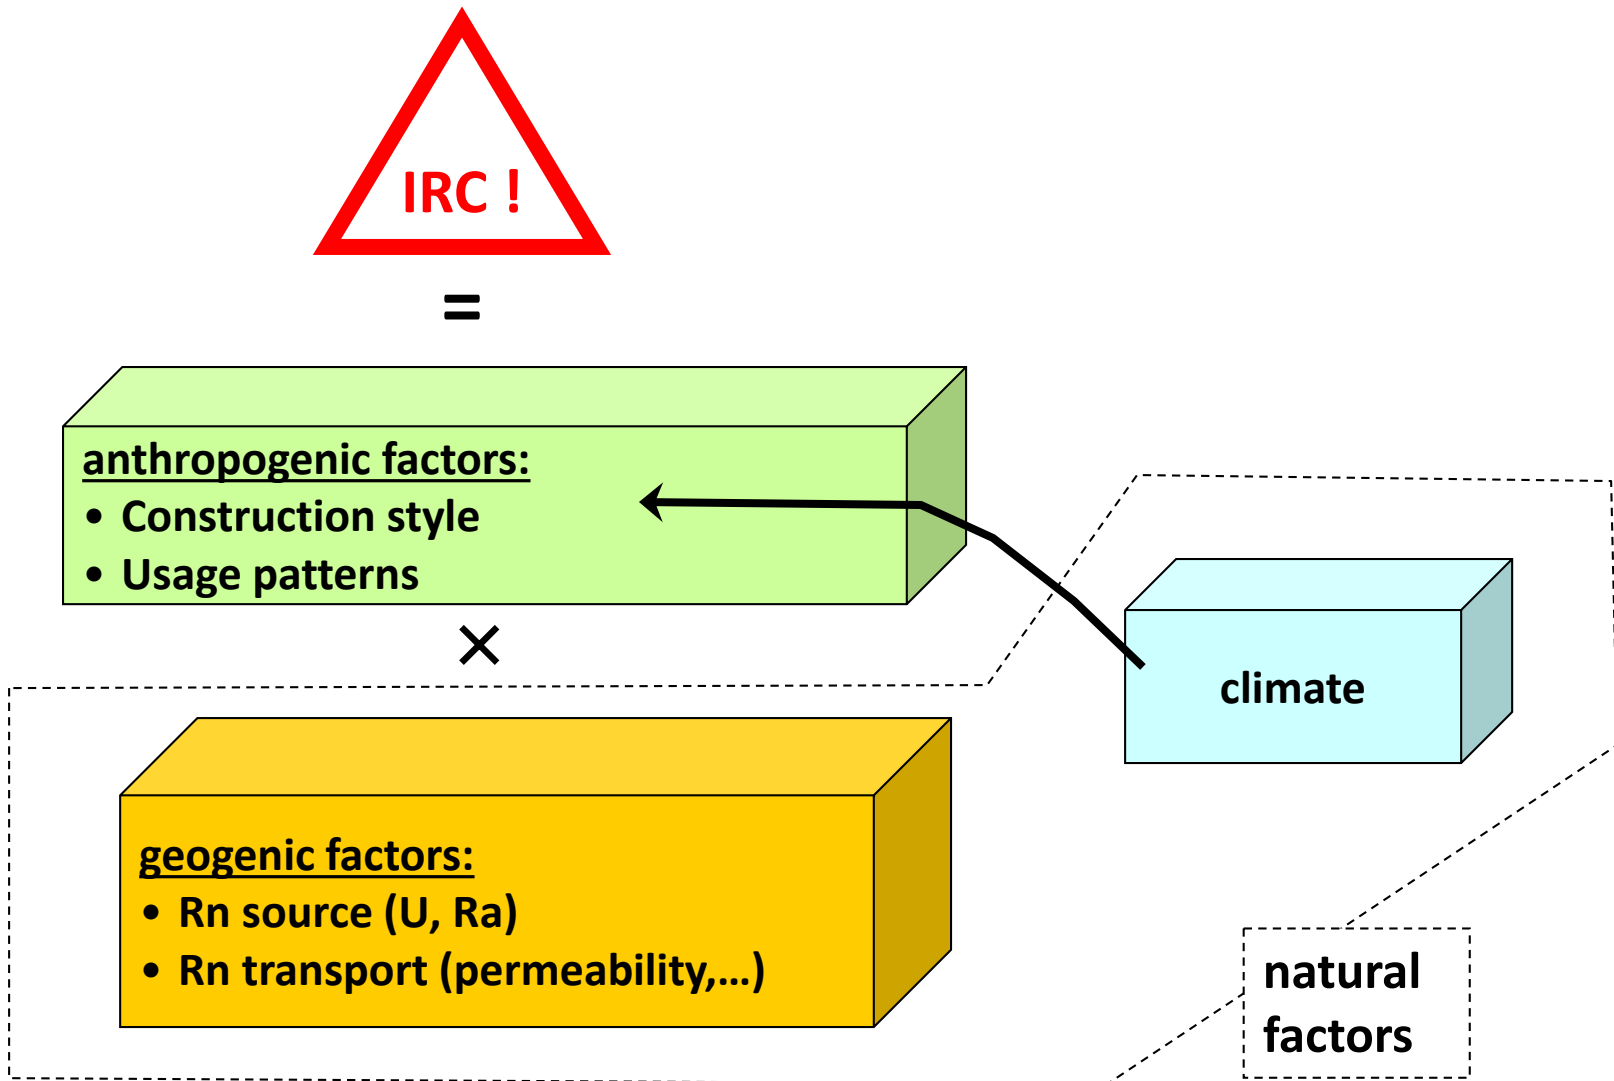 IRC !
=
anthropogenic factors:
• Construction style
• Usage patterns
×
climate
geogenic factors:
• Rn source (U, Ra)
• Rn transport (permeability,...)
natural
factors